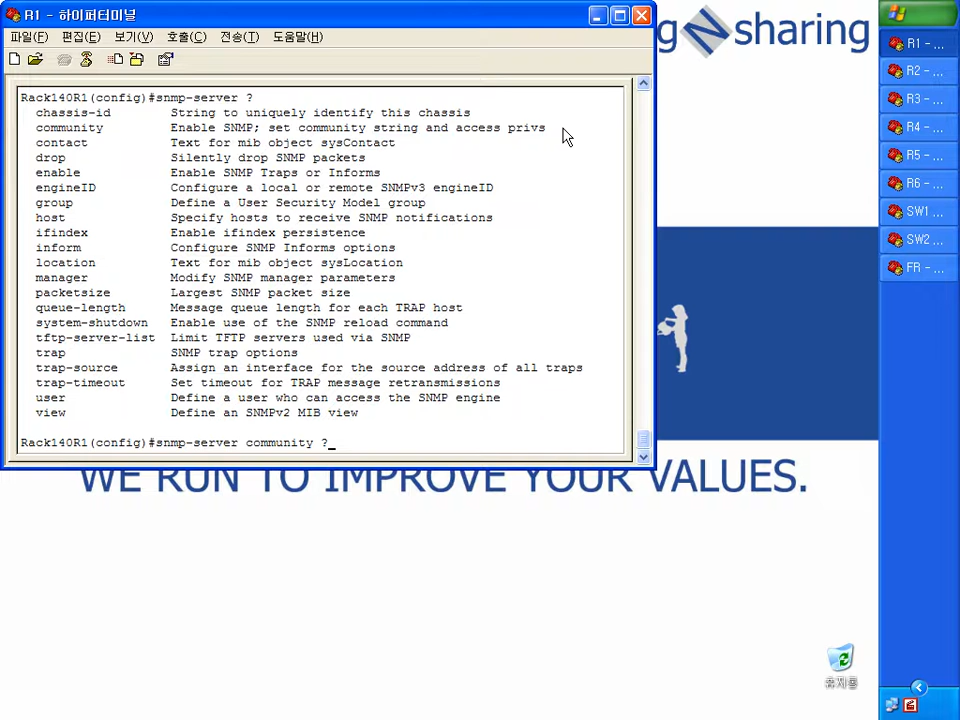 R1 - 하이퍼터미널
파일(F) 편집(E) 보기(V) 호출(C) 전송(T) 도움말(H)
Rack140R1(config)#snmp-server ?
chassis-id String to uniquely identify this chassis
community Enable SNMP; set community string and access privs
contact Text for mib object sysContact
drop Silently drop SNMP packets
enable Enable SNMP Traps or Informs
engineID Configure a local or remote SNMPv3 engineID
group Define a User Security Model group
host Specify hosts to receive SNMP notifications
ifindex Enable ifindex persistence
inform Configure SNMP Informs options
location Text for mib object sysLocation
manager Modify SNMP manager parameters
packetsize Largest SNMP packet size
queue-length Message queue length for each TRAP host
system-shutdown Enable use of the SNMP reload command
tftp-server-list Limit TFTP servers used via SNMP
trap SNMP trap options
trap-source Assign an interface for the source address of all traps
trap-timeout Set timeout for TRAP message retransmissions
user Define a user who can access the SNMP engine
view Define an SNMPv2 MIB view
Rack140R1(config)#snmp-server community ?_
g N sharing
WE RUN TO IMPROVE YOUR VALUES.
R1 - ...
R2 - ...
R3 - ...
R4 - ...
R5 - ...
R6 - ...
SW1 ...
SW2 ...
FR - ...
휴지통